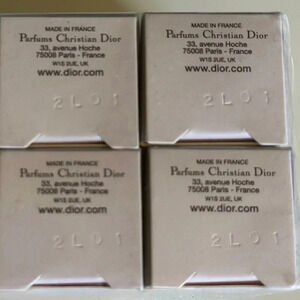 MADE IN FRANCE
Parfums Christian Dior
33, avenue Hoche
75008 Paris - France
W1S 2UE, UK
www.dior.com
2L01
MADE IN FRANCE
Parfums Christian Dior
33, avenue Hoche
75008 Paris - France
W1S 2UE, UK
www.dior.com
2L01
MADE IN FRANCE
Parfums Christian Dior
33, avenue Hoche
75008 Paris - France
W1S 2UE, UK
www.dior.com
2L01
MADE IN FRANCE
Parfums Christian Dior
33, avenue Hoche
75008 Paris - France
W1S 2UE, UK
www.dior.com
2L01